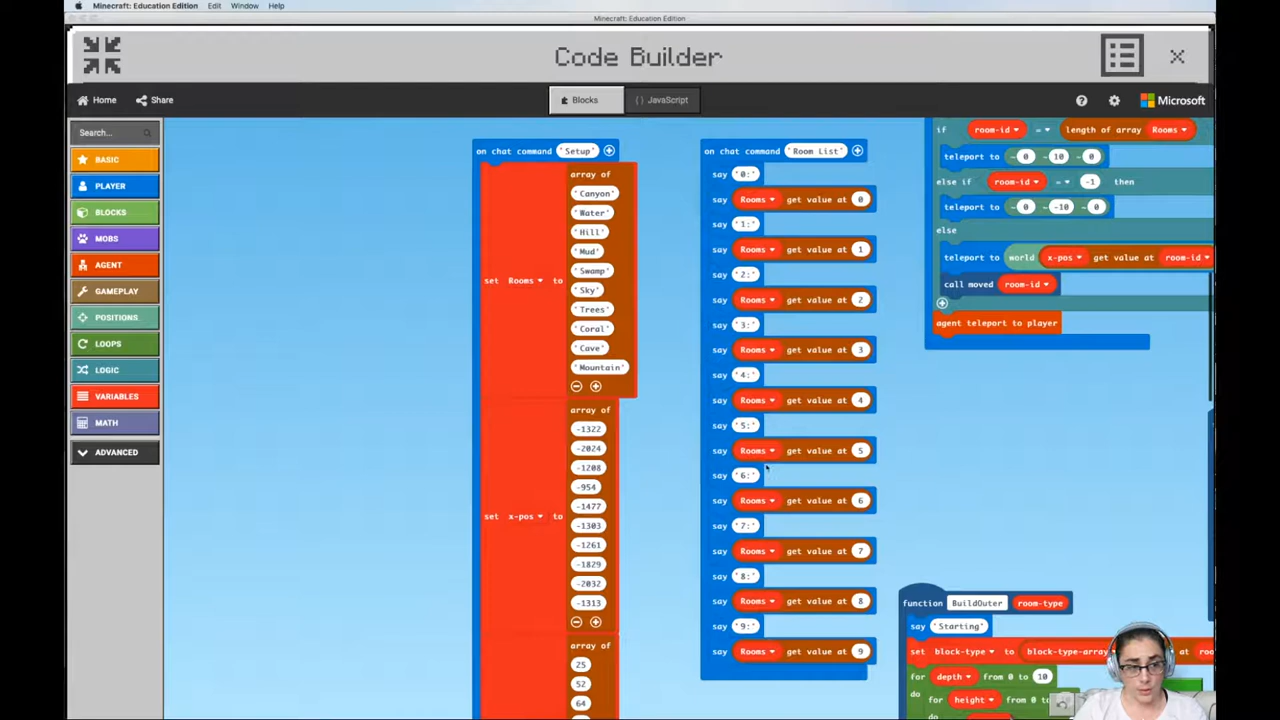 Minecraft: Education Edition Edit Window Help
Minecraft: Education Edition
Code Builder
Home Share Blocks { } JavaScript ? Microsoft
Search...
BASIC
PLAYER
BLOCKS
MOBS
AGENT
GAMEPLAY
POSITIONS
LOOPS
LOGIC
VARIABLES
MATH
ADVANCED
on chat command "Setup"
set Rooms to
array of
"Canyon"
"Water"
"Hill"
"Mud"
"Swamp"
"Sky"
"Trees"
"Coral"
"Cave"
"Mountain"
set x-pos to
array of
-1322
-2024
-1208
-954
-1477
-1303
-1261
-1829
-2032
-1313
array of
25
52
64
on chat command "Room List"
say "0:"
say Rooms get value at 0
say "1:"
say Rooms get value at 1
say "2:"
say Rooms get value at 2
say "3:"
say Rooms get value at 3
say "4:"
say Rooms get value at 4
say "5:"
say Rooms get value at 5
say "6:"
say Rooms get value at 6
say "7:"
say Rooms get value at 7
say "8:"
say Rooms get value at 8
say "9:"
say Rooms get value at 9
if room-id = length of array Rooms
teleport to ~0 ~10 ~0
else if room-id = -1 then
teleport to ~0 ~-10 ~0
else
teleport to world x-pos get value at room-id
call moved room-id
agent teleport to player
function BuildOuter room-type
say "Starting"
set block-type to block-type-array at
for depth from 0 to 10
do for height from 0 to
do